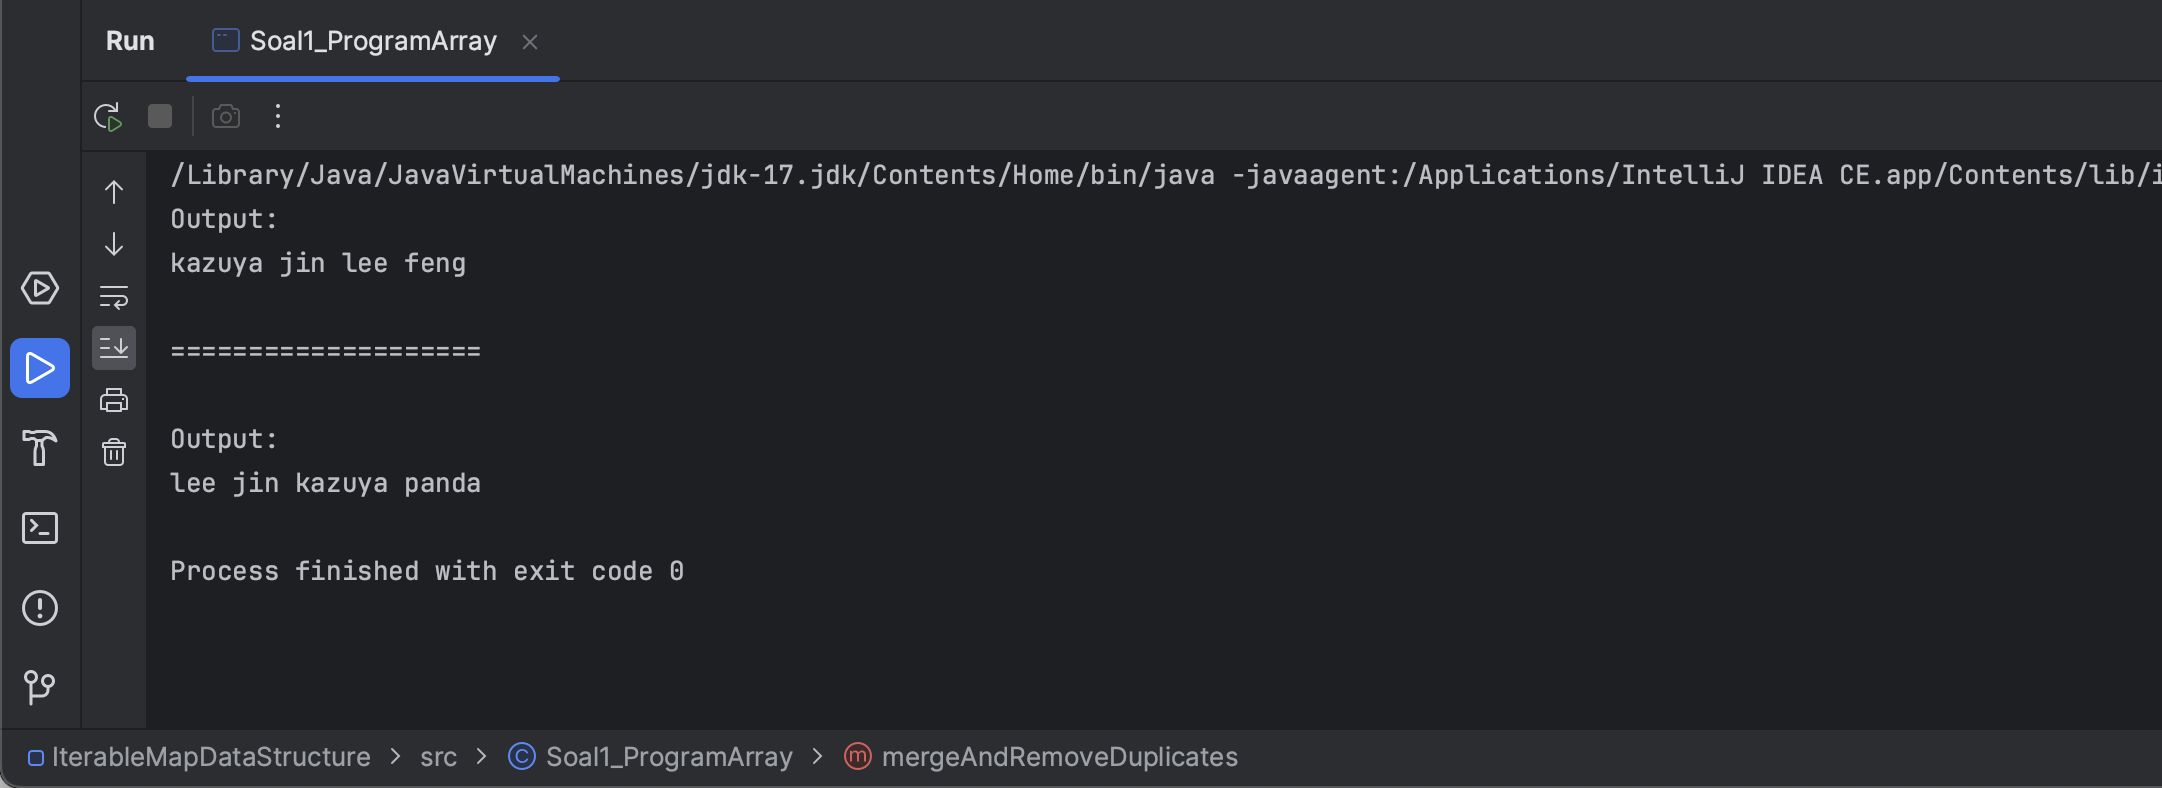 Run Soal1_ProgramArray
/Library/Java/JavaVirtualMachines/jdk-17.jdk/Contents/Home/bin/java -javaagent:/Applications/IntelliJ IDEA CE.app/Contents/lib/i
Output:
kazuya jin lee feng
====================
Output:
lee jin kazuya panda
Process finished with exit code 0
IterableMapDataStructure > src > C Soal1_ProgramArray > m mergeAndRemoveDuplicates